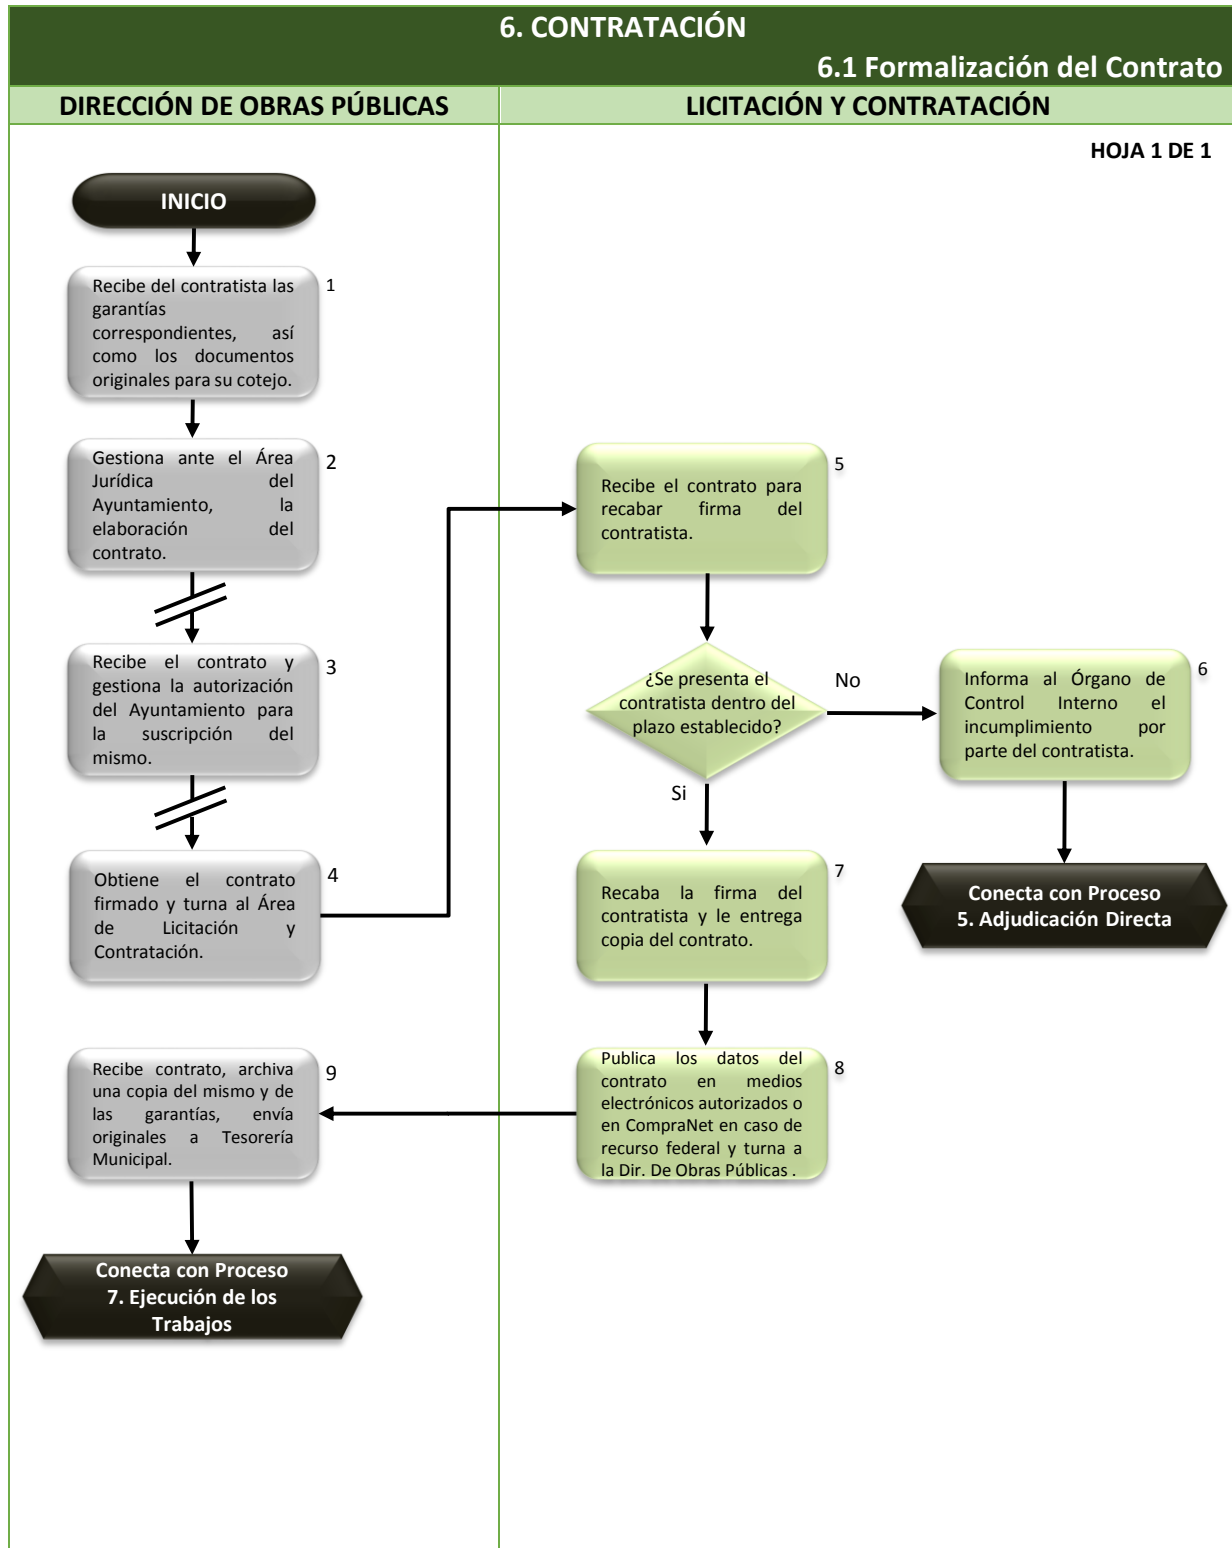 6. CONTRATACIÓN
6.1 Formalización del Contrato
DIRECCIÓN DE OBRAS PÚBLICAS
LICITACIÓN Y CONTRATACIÓN
HOJA 1 DE 1
INICIO
Recibe del contratista las
garantías
correspondientes, así
como los documentos
originales para su cotejo.
1
Gestiona ante el Área
Jurídica del
Ayuntamiento, la
elaboración del
contrato.
2
Recibe el contrato y
gestiona la autorización
del Ayuntamiento para
la suscripción del
mismo.
3
Obtiene el contrato
firmado y turna al Área
de Licitación y
Contratación.
4
Recibe el contrato para
recabar firma del
contratista.
5
¿Se presenta el
contratista dentro del
plazo establecido?
No
Si
Informa al Órgano de
Control Interno el
incumplimiento por
parte del contratista.
6
Conecta con Proceso
5. Adjudicación Directa
Recaba la firma del
contratista y le entrega
copia del contrato.
7
Publica los datos del
contrato en medios
electrónicos autorizados o
en CompraNet en caso de
recurso federal y turna a
la Dir. De Obras Públicas .
8
Recibe contrato, archiva
una copia del mismo y de
las garantías, envía
originales a Tesorería
Municipal.
9
Conecta con Proceso
7. Ejecución de los
Trabajos